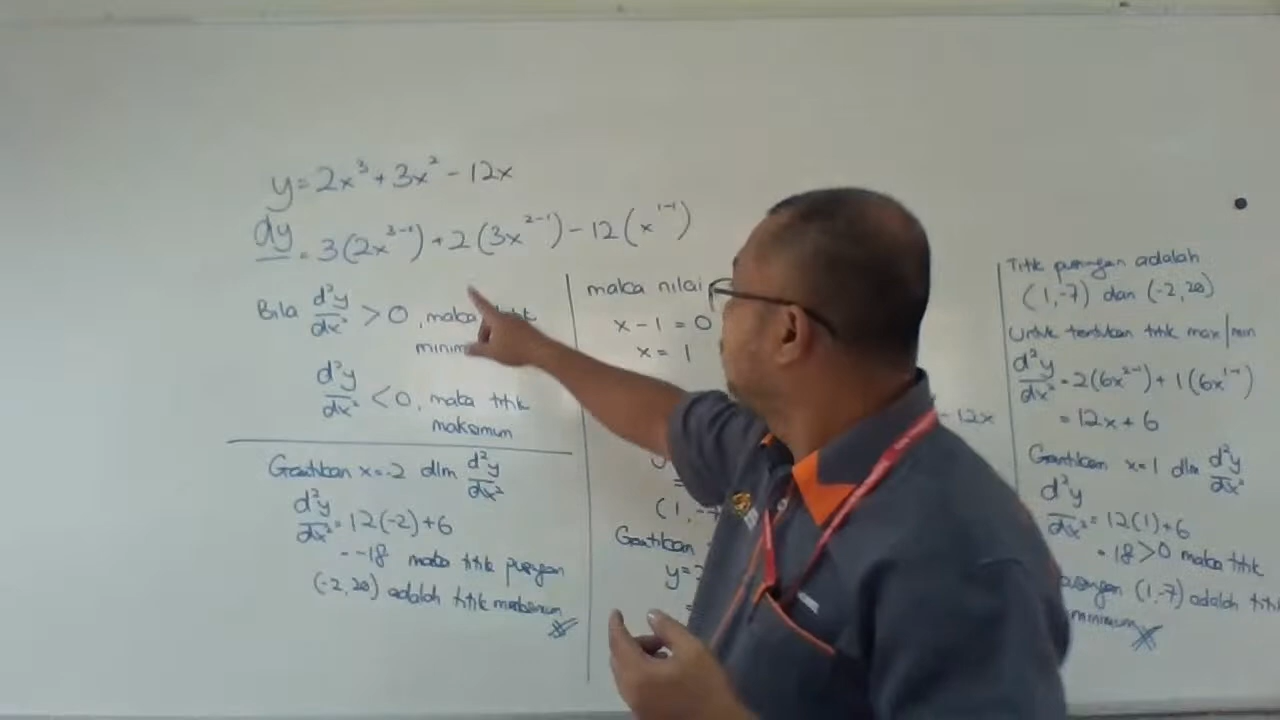 y = 2x³ + 3x² - 12x
dy = 3(2x³⁻¹) + 2(3x²⁻¹) - 12(x¹⁻¹)
Bila d²y/dx² > 0, maka titik
minimum
d²y/dx² < 0, maka titik
maksimum
Gantikan x=-2 dlm d²y/dx²
d²y/dx² = 12(-2)+6
= -18 maka titik pusingan
(-2,20) adalah titik maksimum
maka nilai
x - 1 = 0
x = 1
- 12x
y
=
(1, -7
Gantikan
y=2
=
Titik pusingan adalah
(1,-7) dan (-2,20)
Untuk tentukan titik max/min
d²y/dx² = 2(6x²⁻¹) + 1(6x¹⁻¹)
= 12x + 6
Gantikan x=1 dlm d²y/dx²
d²y/dx² = 12(1)+6
= 18>0 maka titik
pusingan (1,-7) adalah titik
minimum